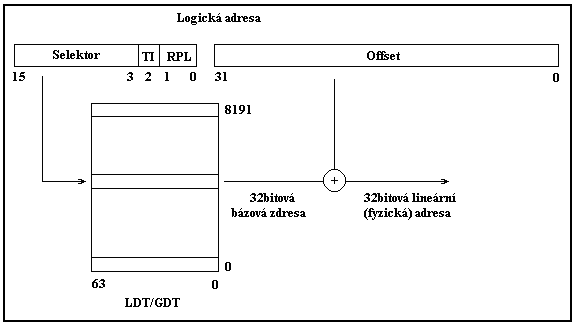 Logická adresa
Selektor TI RPL Offset
15 3 2 1 0 31 0
8191
+
32bitová 32bitová lineární
bázová zdresa (fyzická) adresa
0
63 0
LDT/GDT